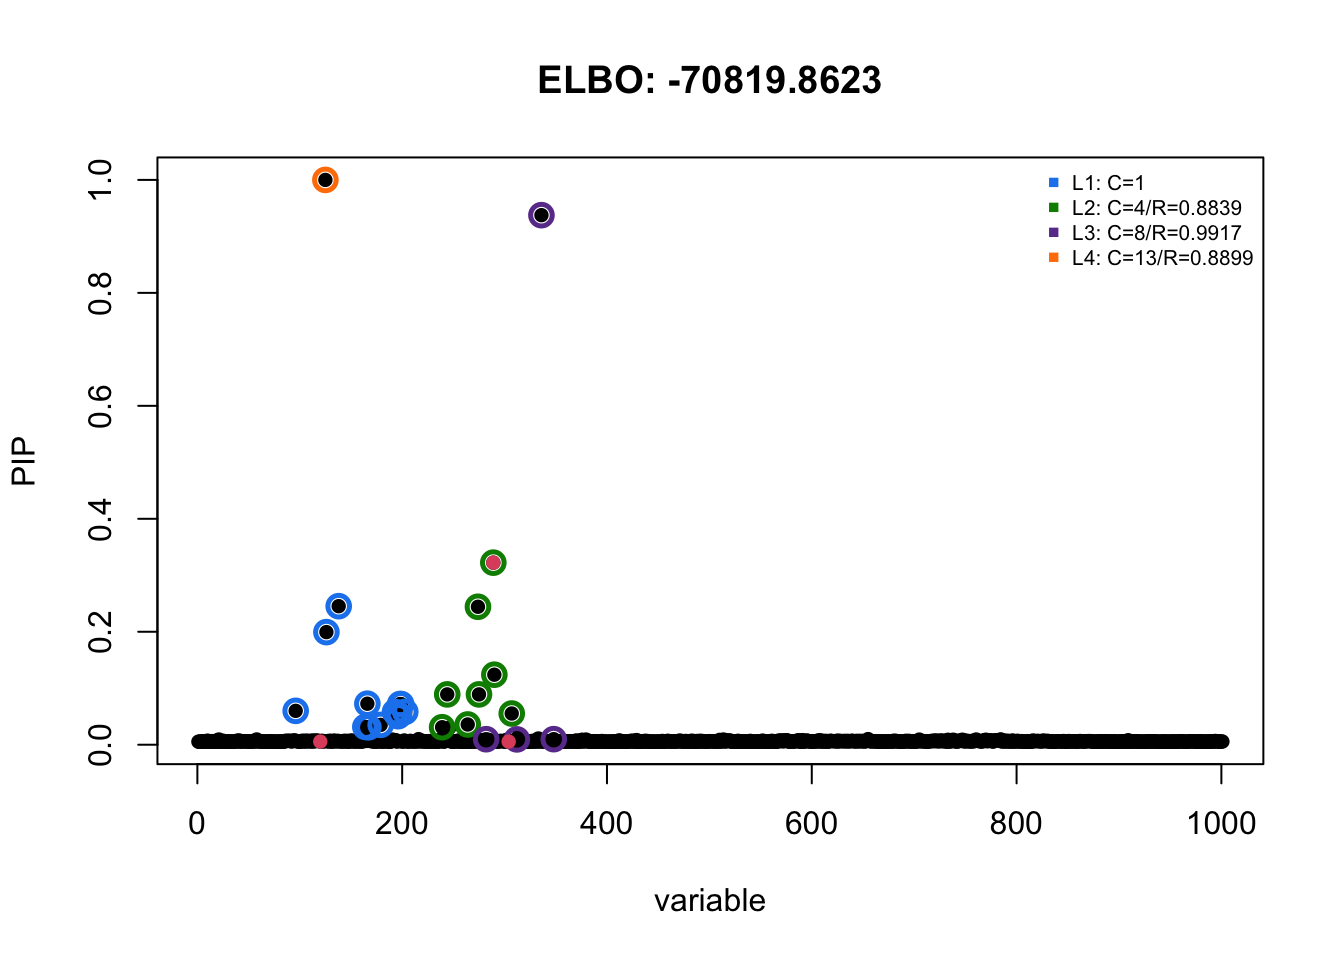 ELBO: -70819.8623
L1: C=1
L2: C=4/R=0.8839
L3: C=8/R=0.9917
L4: C=13/R=0.8899
1.0
0.8
0.6
0.4
0.2
0.0
PIP
0 200 400 600 800 1000
variable